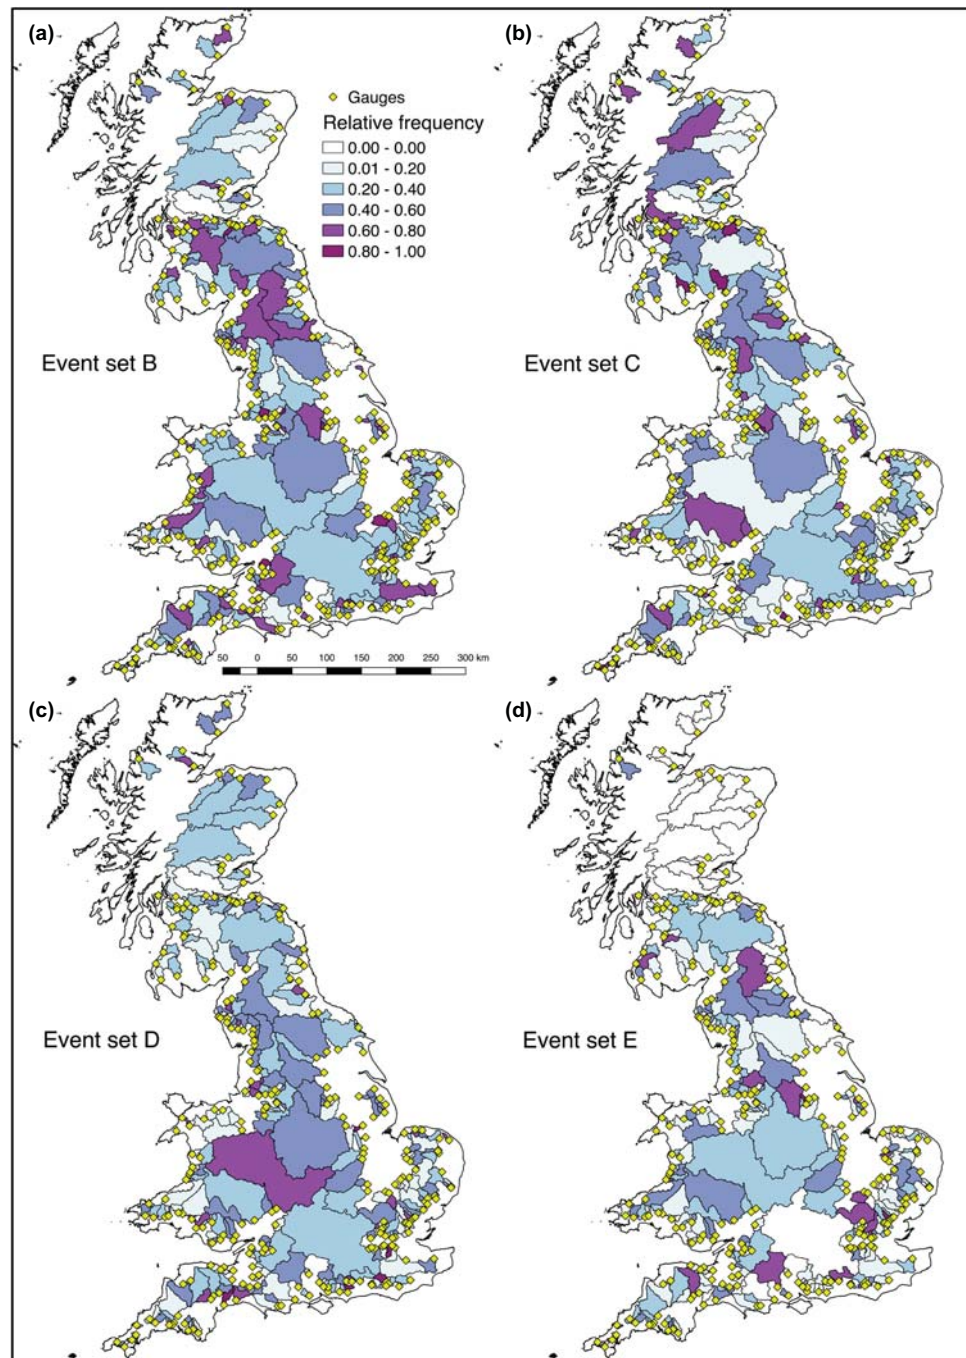 (a)
(b)
Gauges
Relative frequency
0.00 - 0.00
0.01 - 0.20
0.20 - 0.40
0.40 - 0.60
0.60 - 0.80
0.80 - 1.00
Event set B
Event set C
50 0 50 100 150 200 250 300 km
(c)
(d)
Event set D
Event set E